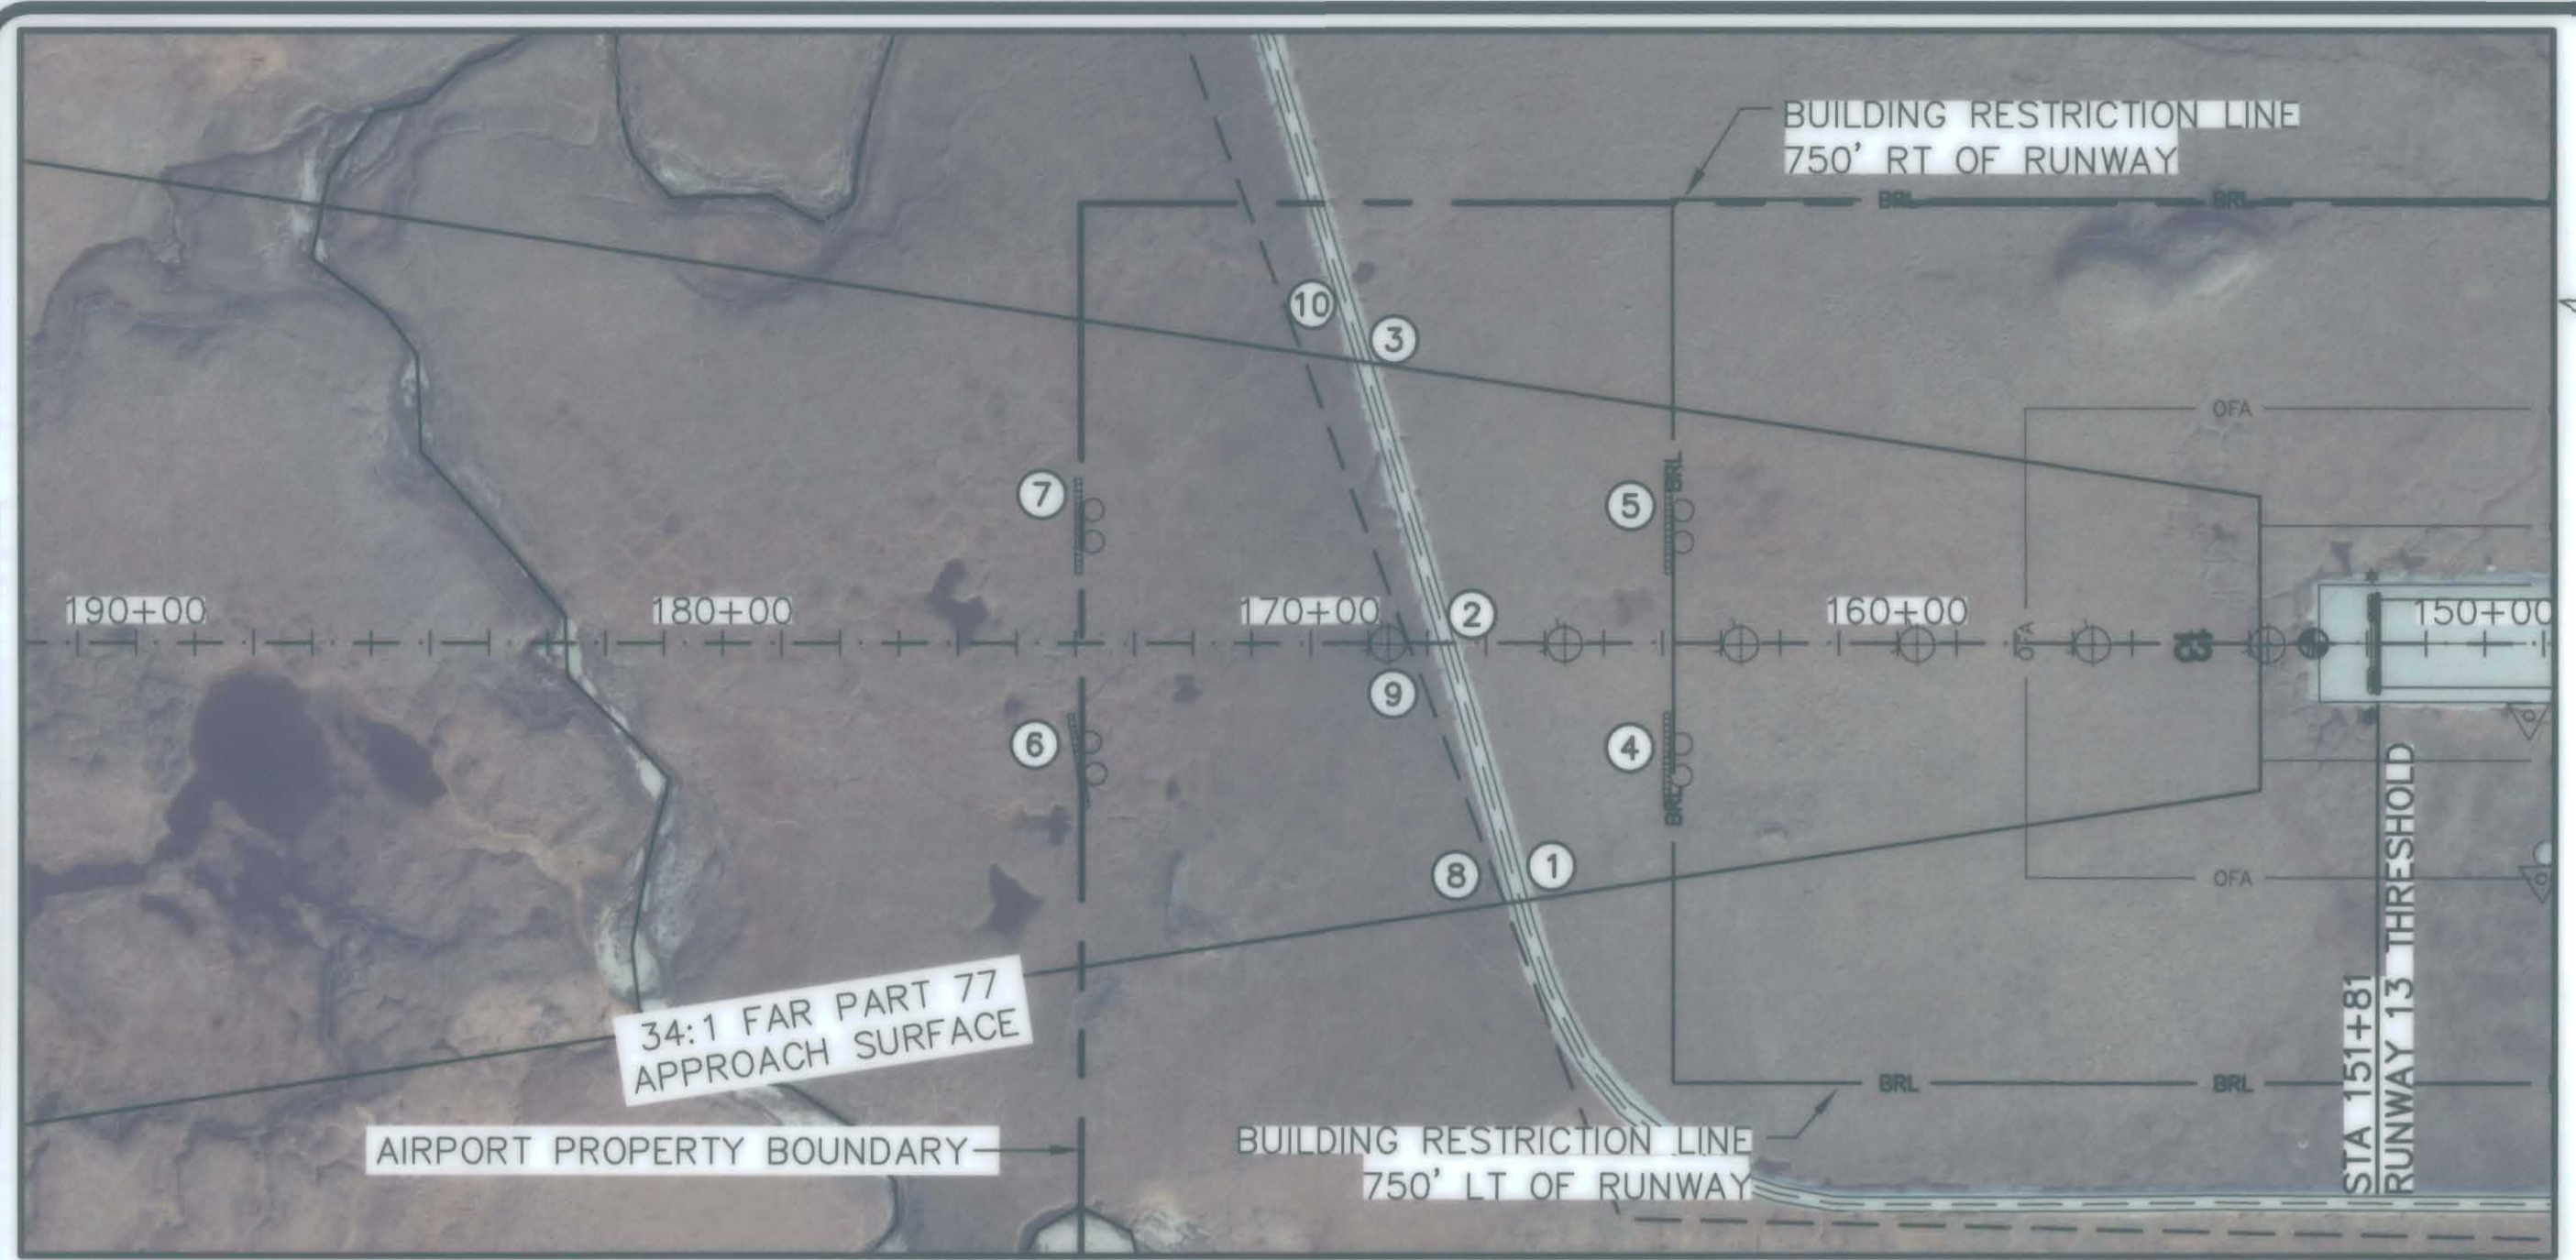 BUILDING RESTRICTION LINE
750' RT OF RUNWAY
BRL
BRL
10
3
OFA
7
5
BRL
190+00
180+00
170+00
2
160+00
150+00
OFA
13
9
6
4
BRL
8
1
OFA
34:1 FAR PART 77
APPROACH SURFACE
BRL
BRL
AIRPORT PROPERTY BOUNDARY
BUILDING RESTRICTION LINE
750' LT OF RUNWAY
STA 151+81
RUNWAY 13 THRESHOLD